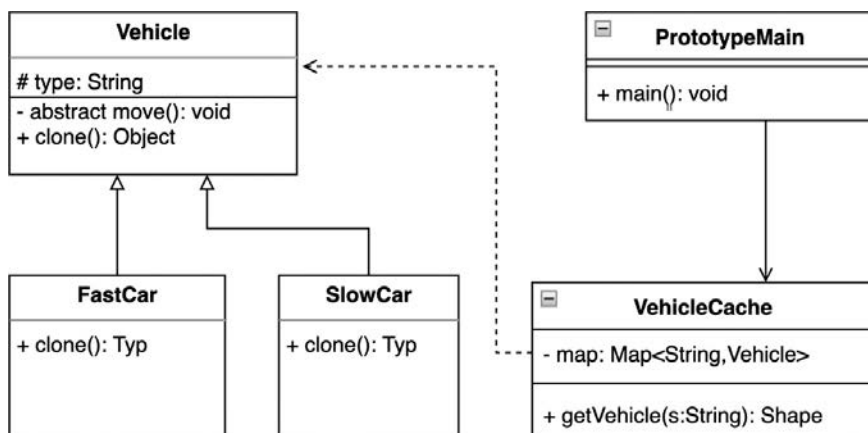 Vehicle
# type: String
- abstract move(): void
+ clone(): Object
PrototypeMain
+ main(): void
FastCar
+ clone(): Typ
SlowCar
+ clone(): Typ
VehicleCache
- map: Map<String,Vehicle>
+ getVehicle(s:String): Shape